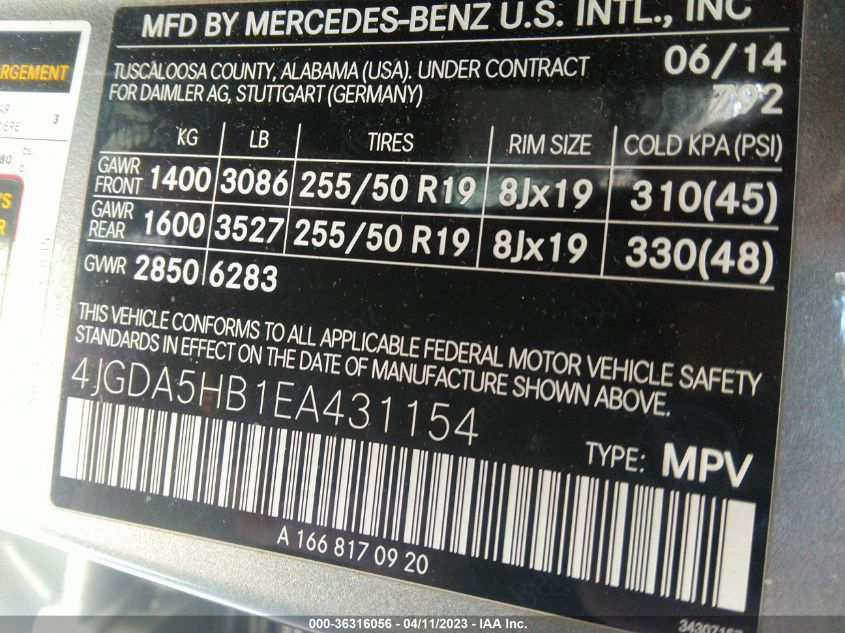 MFD BY MERCEDES-BENZ U.S. INTL., INC
TUSCALOOSA COUNTY, ALABAMA (USA). UNDER CONTRACT
FOR DAIMLER AG, STUTTGART (GERMANY)
06/14
792
KG LB TIRES RIM SIZE COLD KPA (PSI)
GAWR FRONT 1400 3086 255/50 R19 8Jx19 310(45)
GAWR REAR 1600 3527 255/50 R19 8Jx19 330(48)
GVWR 2850 6283
THIS VEHICLE CONFORMS TO ALL APPLICABLE FEDERAL MOTOR VEHICLE SAFETY
STANDARDS IN EFFECT ON THE DATE OF MANUFACTURE SHOWN ABOVE.
4JGDA5HB1EA431154
TYPE: MPV
A 166 817 09 20
000-36316056 - 04/11/2023 - IAA Inc.